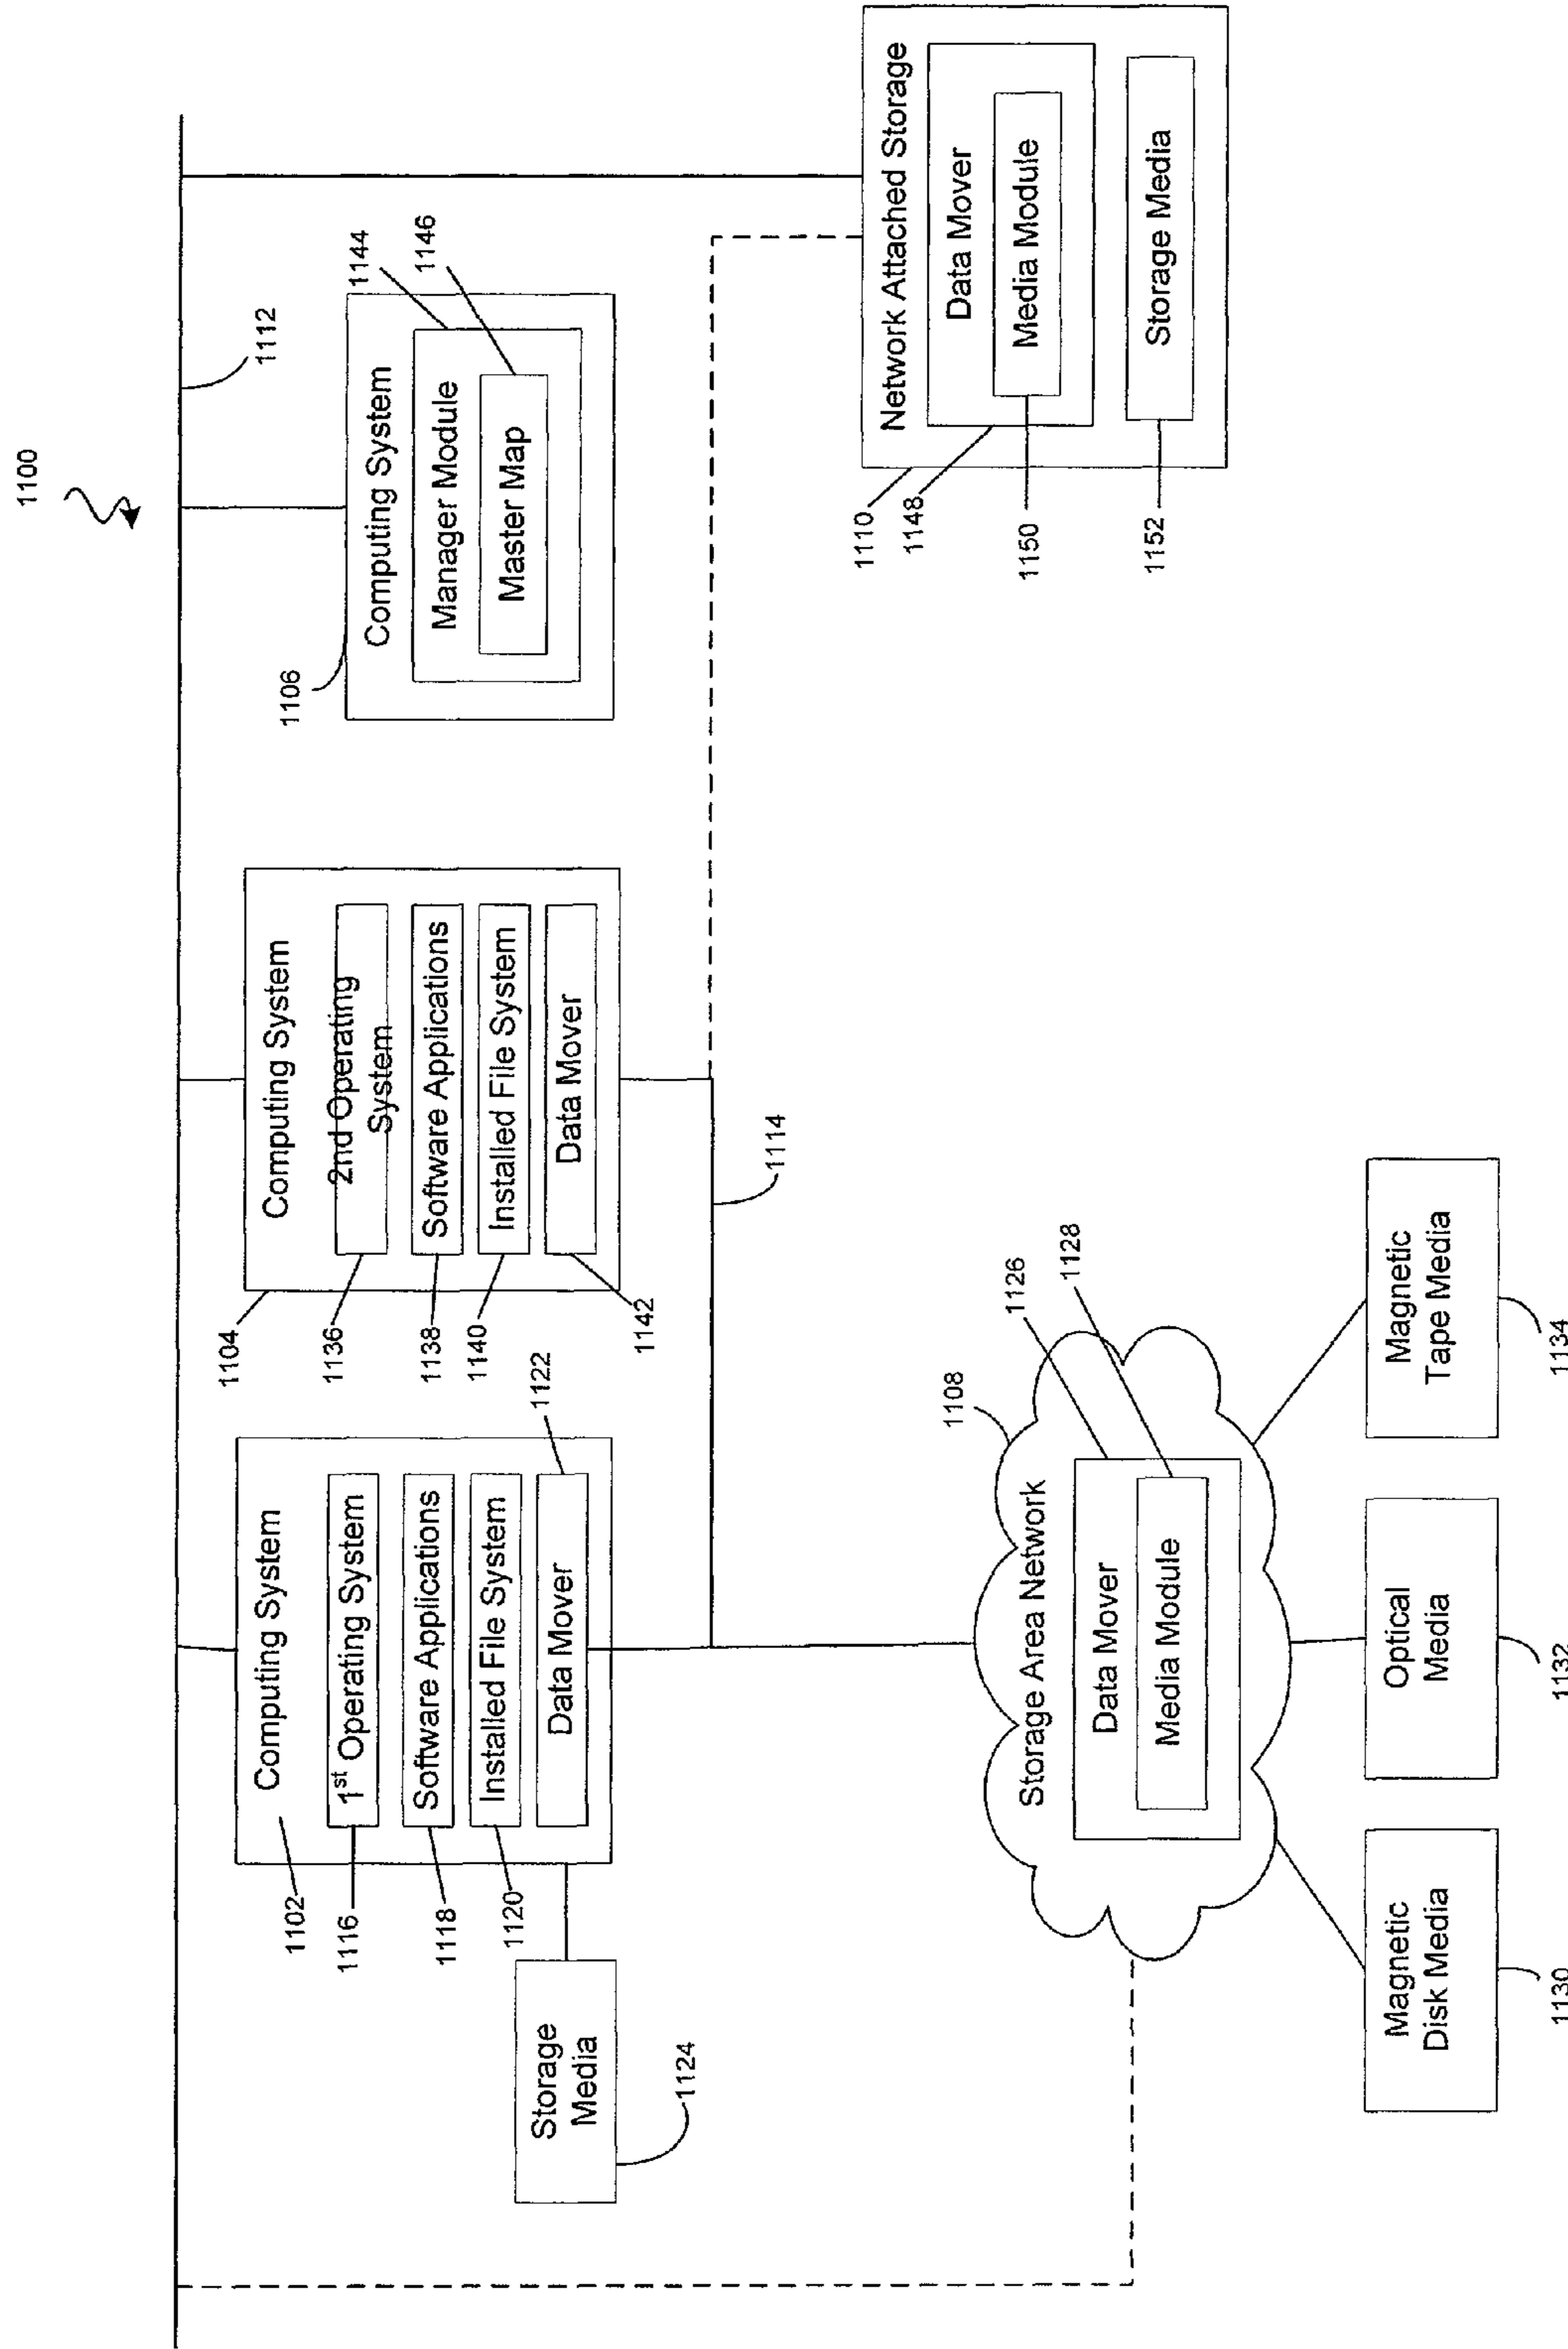 1100
1112
Computing System
1st Operating System
Software Applications
Installed File System
Data Mover
1102
1116
1118
1120
1122
Storage
Media
1124
Computing System
2nd Operating
System
Software Applications
Installed File System
Data Mover
1104
1136
1138
1140
1142
Computing System
Manager Module
Master Map
1106
1144
1146
1114
Storage Area Network
Data Mover
Media Module
1108
1126
1128
Network Attached Storage
Data Mover
Media Module
Storage Media
1110
1148
1150
1152
Magnetic
Disk Media
1130
Optical
Media
1132
Magnetic
Tape Media
1134